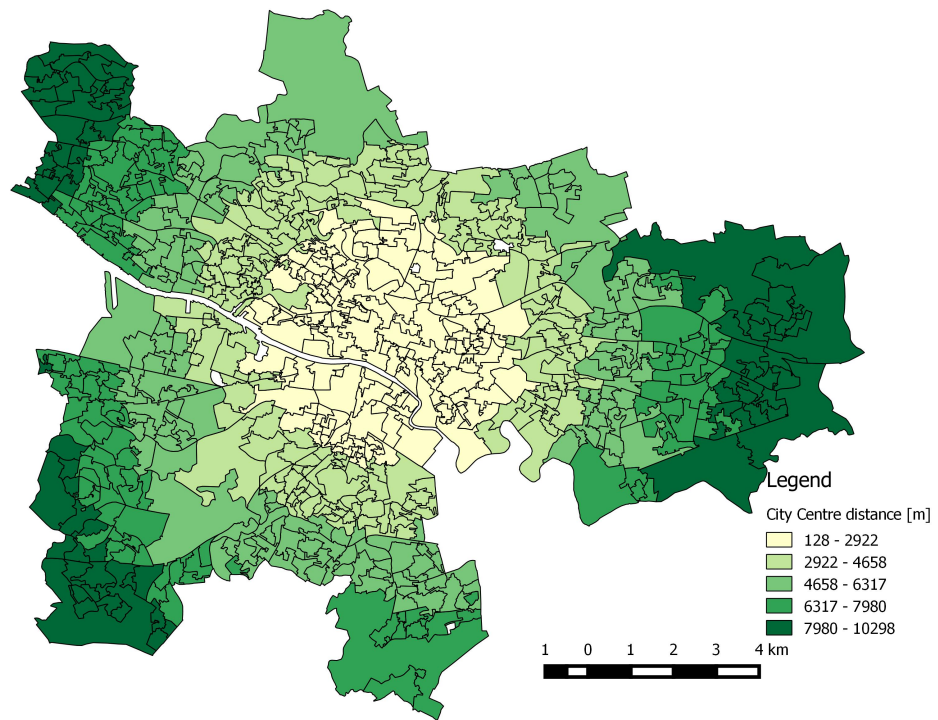 Legend
City Centre distance [m]
128 - 2922
2922 - 4658
4658 - 6317
6317 - 7980
7980 - 10298
1 0 1 2 3 4 km